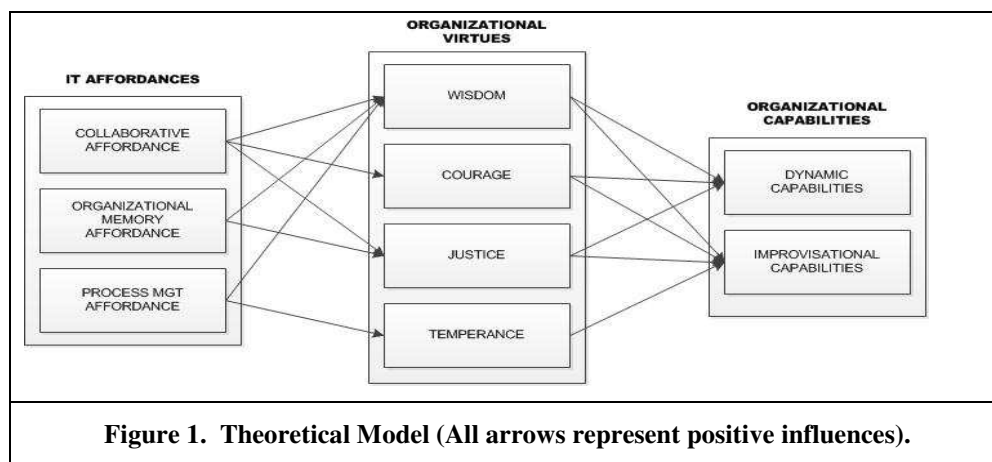 ORGANIZATIONAL
VIRTUES
IT AFFORDANCES
COLLABORATIVE
AFFORDANCE
ORGANIZATIONAL
MEMORY
AFFORDANCE
PROCESS MGT
AFFORDANCE
WISDOM
COURAGE
JUSTICE
TEMPERANCE
ORGANIZATIONAL
CAPABILITIES
DYNAMIC
CAPABILITIES
IMPROVISATIONAL
CAPABILITIES
Figure 1. Theoretical Model (All arrows represent positive influences).